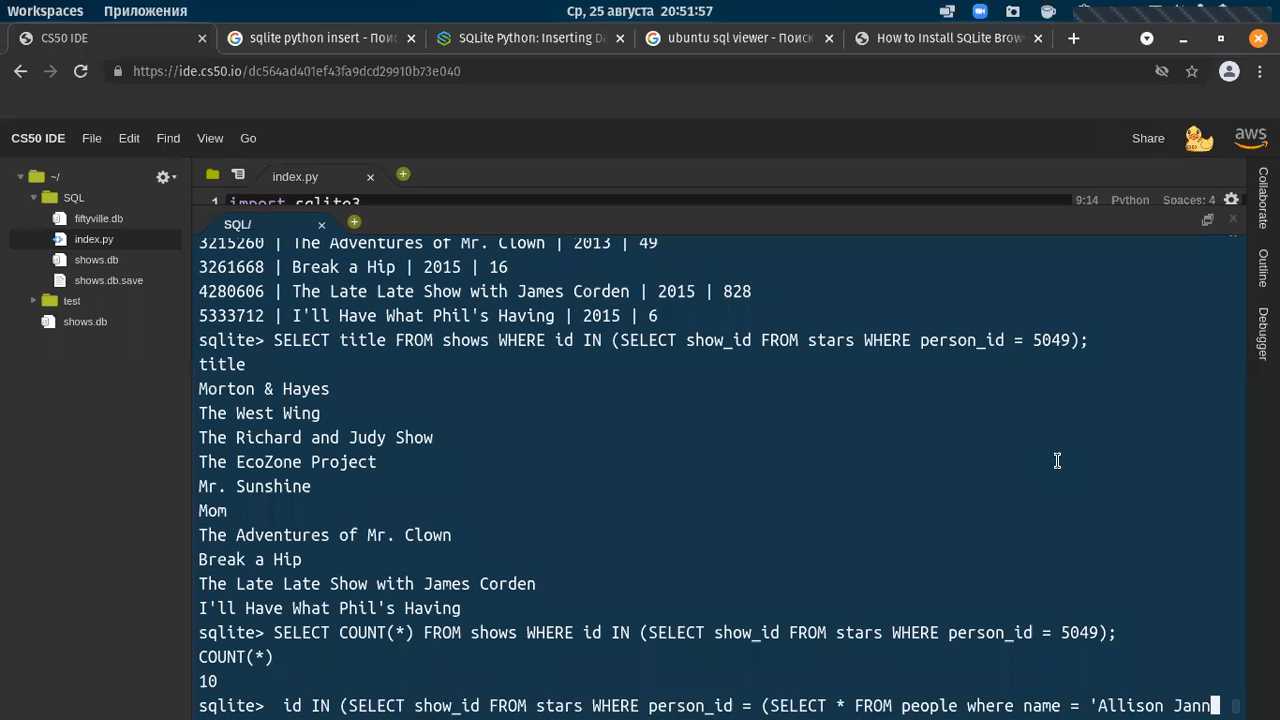 Workspaces Приложения Ср, 25 августа 20:51:57
CS50 IDE sqlite python insert - Пои SQLite Python: Inserting Da ubuntu sql viewer - Поиск How to Install SQLite Brow
https://ide.cs50.io/dc564ad401ef43fa9dcd29910b73e040
CS50 IDE File Edit Find View Go Share aws
~/ index.py
SQL
1 import sqlite3 9:14 Python Spaces: 4
fiftyville.db
index.py
shows.db
shows.db.save
test
shows.db
SQL/
3215260 | The Adventures of Mr. Clown | 2013 | 49
3261668 | Break a Hip | 2015 | 16
4280606 | The Late Late Show with James Corden | 2015 | 828
5333712 | I'll Have What Phil's Having | 2015 | 6
sqlite> SELECT title FROM shows WHERE id IN (SELECT show_id FROM stars WHERE person_id = 5049);
title
Morton & Hayes
The West Wing
The Richard and Judy Show
The EcoZone Project
Mr. Sunshine
Mom
The Adventures of Mr. Clown
Break a Hip
The Late Late Show with James Corden
I'll Have What Phil's Having
sqlite> SELECT COUNT(*) FROM shows WHERE id IN (SELECT show_id FROM stars WHERE person_id = 5049);
COUNT(*)
10
sqlite>  id IN (SELECT show_id FROM stars WHERE person_id = (SELECT * FROM people where name = 'Allison Jann
Collaborate
Outline
Debugger